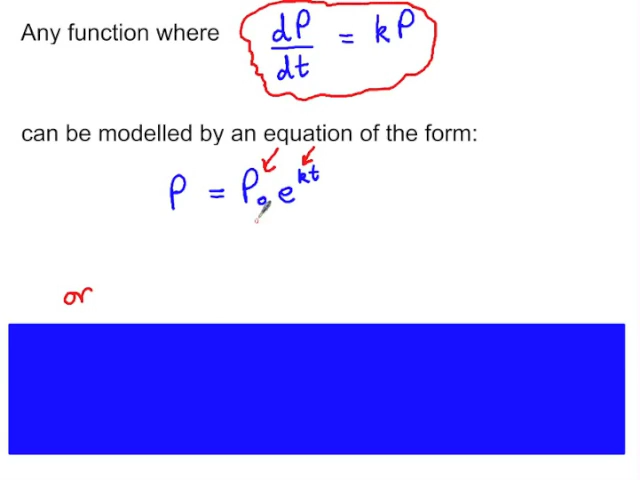 Any function where dP/dt = kP
can be modelled by an equation of the form:
P = P₀e^{kt}
or